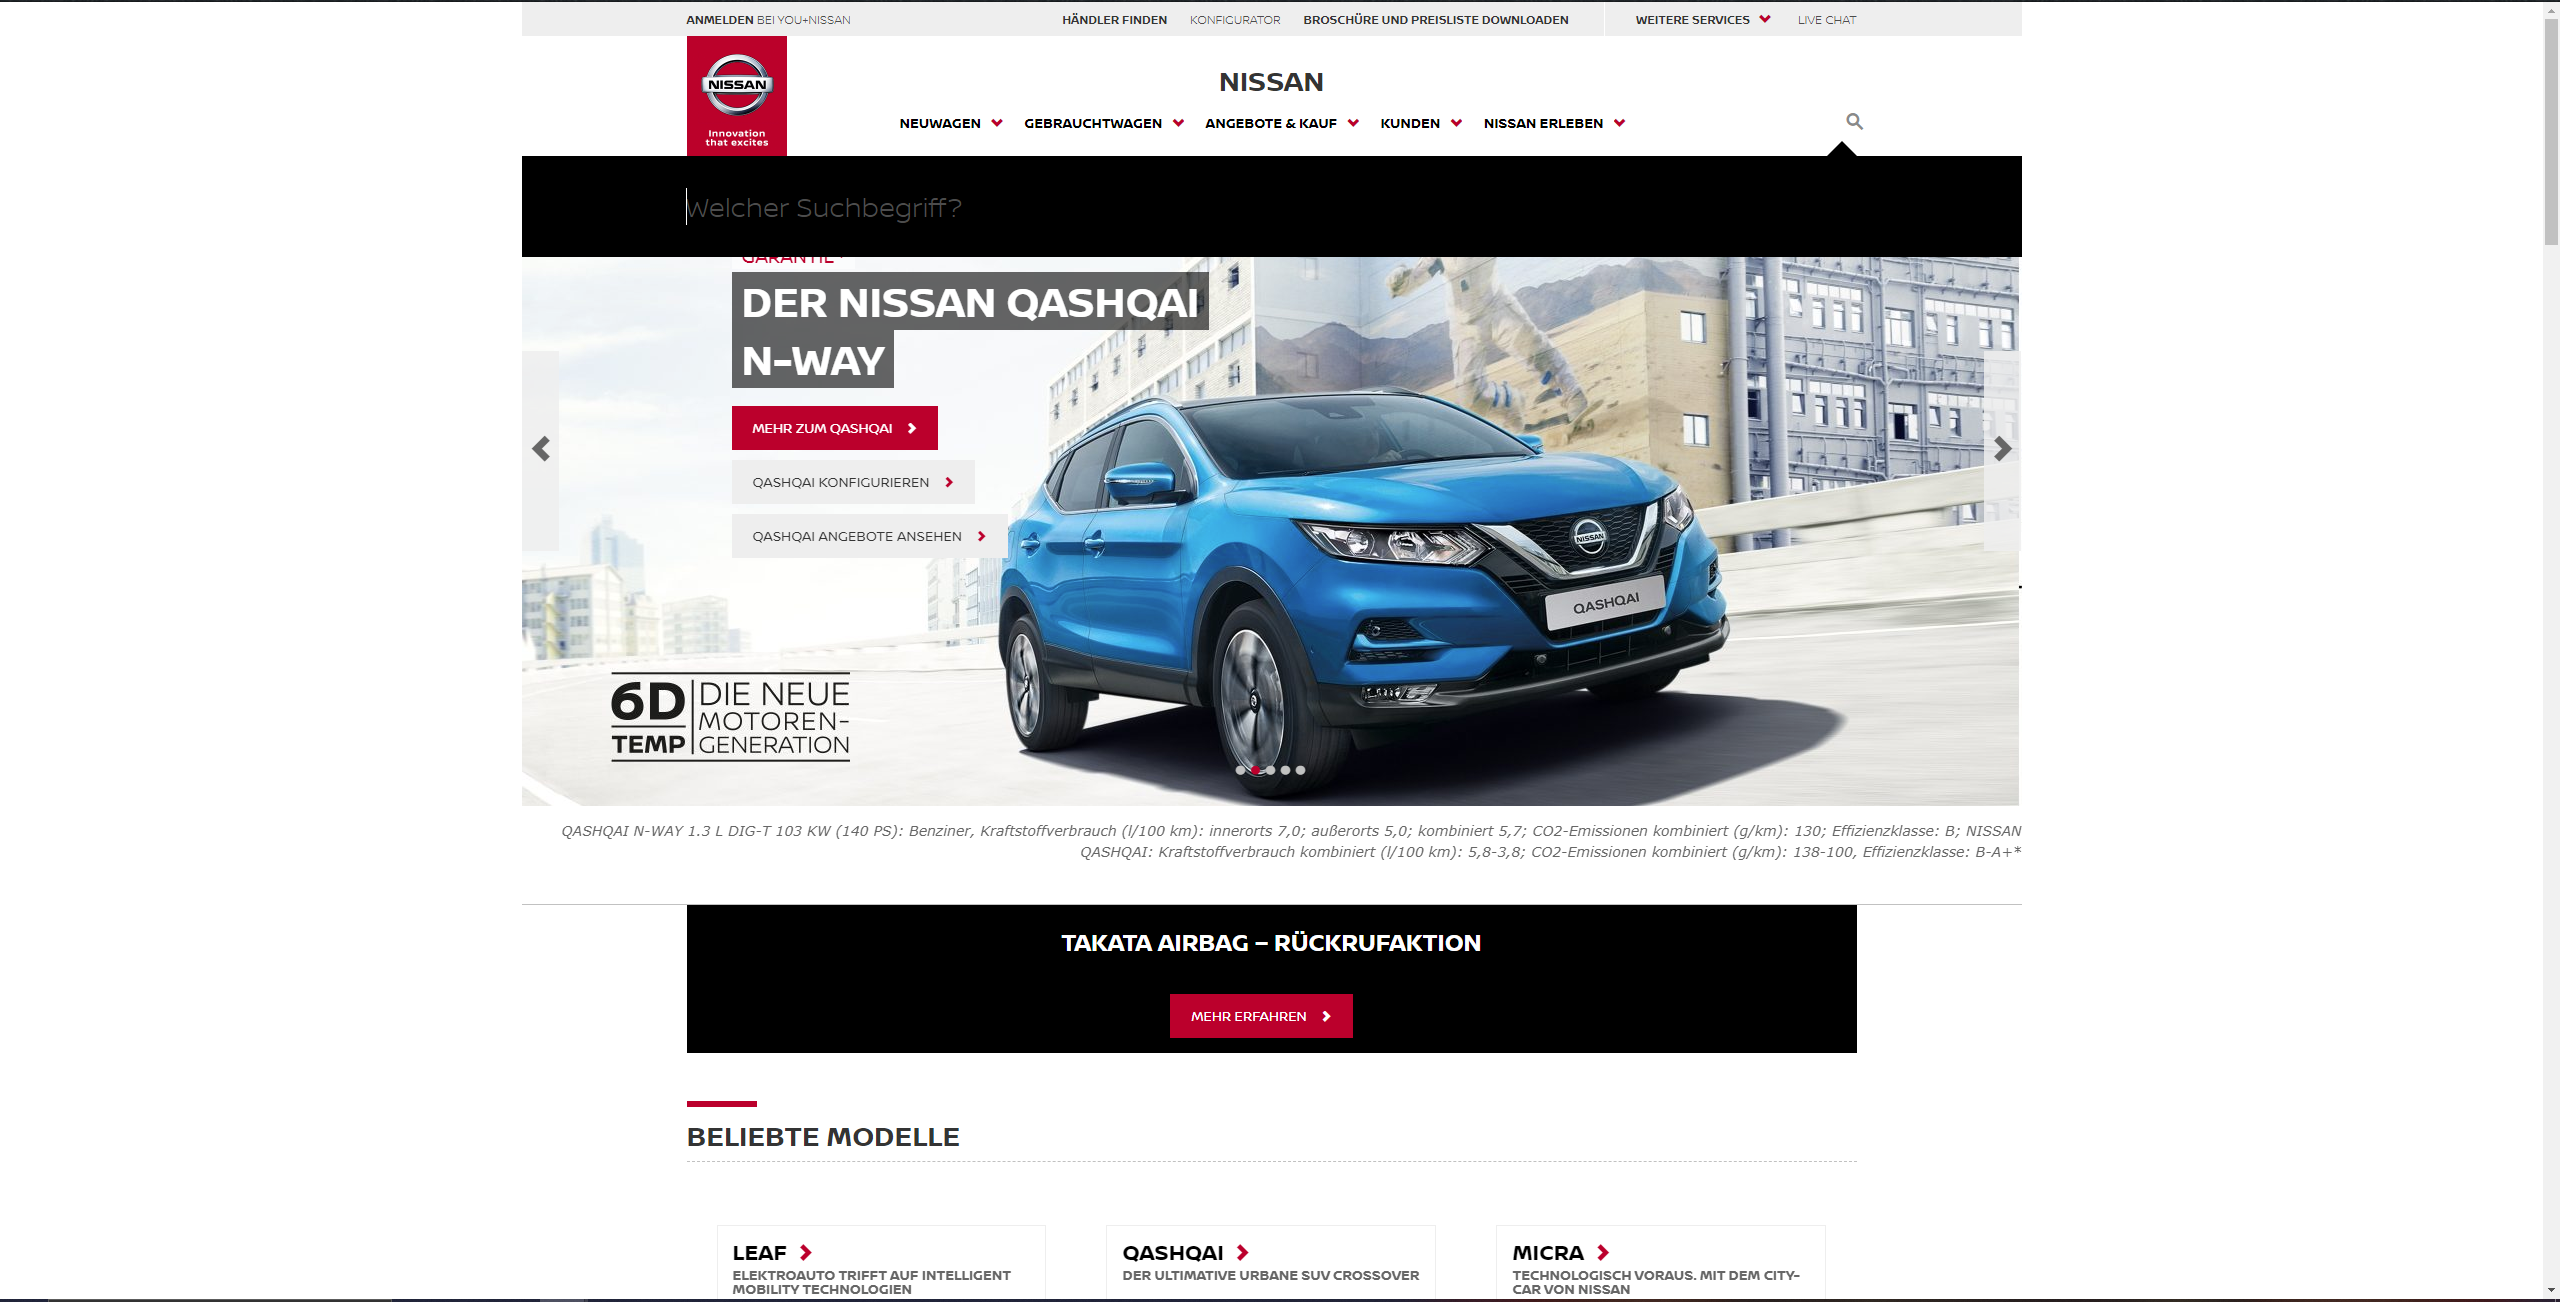 ANMELDEN BEI YOU+NISSAN HÄNDLER FINDEN KONFIGURATOR BROSCHÜRE UND PREISLISTE DOWNLOADEN WEITERE SERVICES LIVE CHAT
NISSAN
Innovation
that excites
NISSAN
NEUWAGEN GEBRAUCHTWAGEN ANGEBOTE & KAUF KUNDEN NISSAN ERLEBEN
Welcher Suchbegriff?
GARANTIE*
DER NISSAN QASHQAI
N-WAY
MEHR ZUM QASHQAI
QASHQAI KONFIGURIEREN
QASHQAI ANGEBOTE ANSEHEN
NISSAN
QASHQAI
6D TEMP
DIE NEUE
MOTOREN-
GENERATION
QASHQAI N-WAY 1.3 L DIG-T 103 KW (140 PS): Benziner, Kraftstoffverbrauch (l/100 km): innerorts 7,0; außerorts 5,0; kombiniert 5,7; CO2-Emissionen kombiniert (g/km): 130; Effizienzklasse: B; NISSAN
QASHQAI: Kraftstoffverbrauch kombiniert (l/100 km): 5,8-3,8; CO2-Emissionen kombiniert (g/km): 138-100, Effizienzklasse: B-A+*
TAKATA AIRBAG – RÜCKRUFAKTION
MEHR ERFAHREN
BELIEBTE MODELLE
LEAF
ELEKTROAUTO TRIFFT AUF INTELLIGENT
MOBILITY TECHNOLOGIEN
QASHQAI
DER ULTIMATIVE URBANE SUV CROSSOVER
MICRA
TECHNOLOGISCH VORAUS. MIT DEM CITY-
CAR VON NISSAN